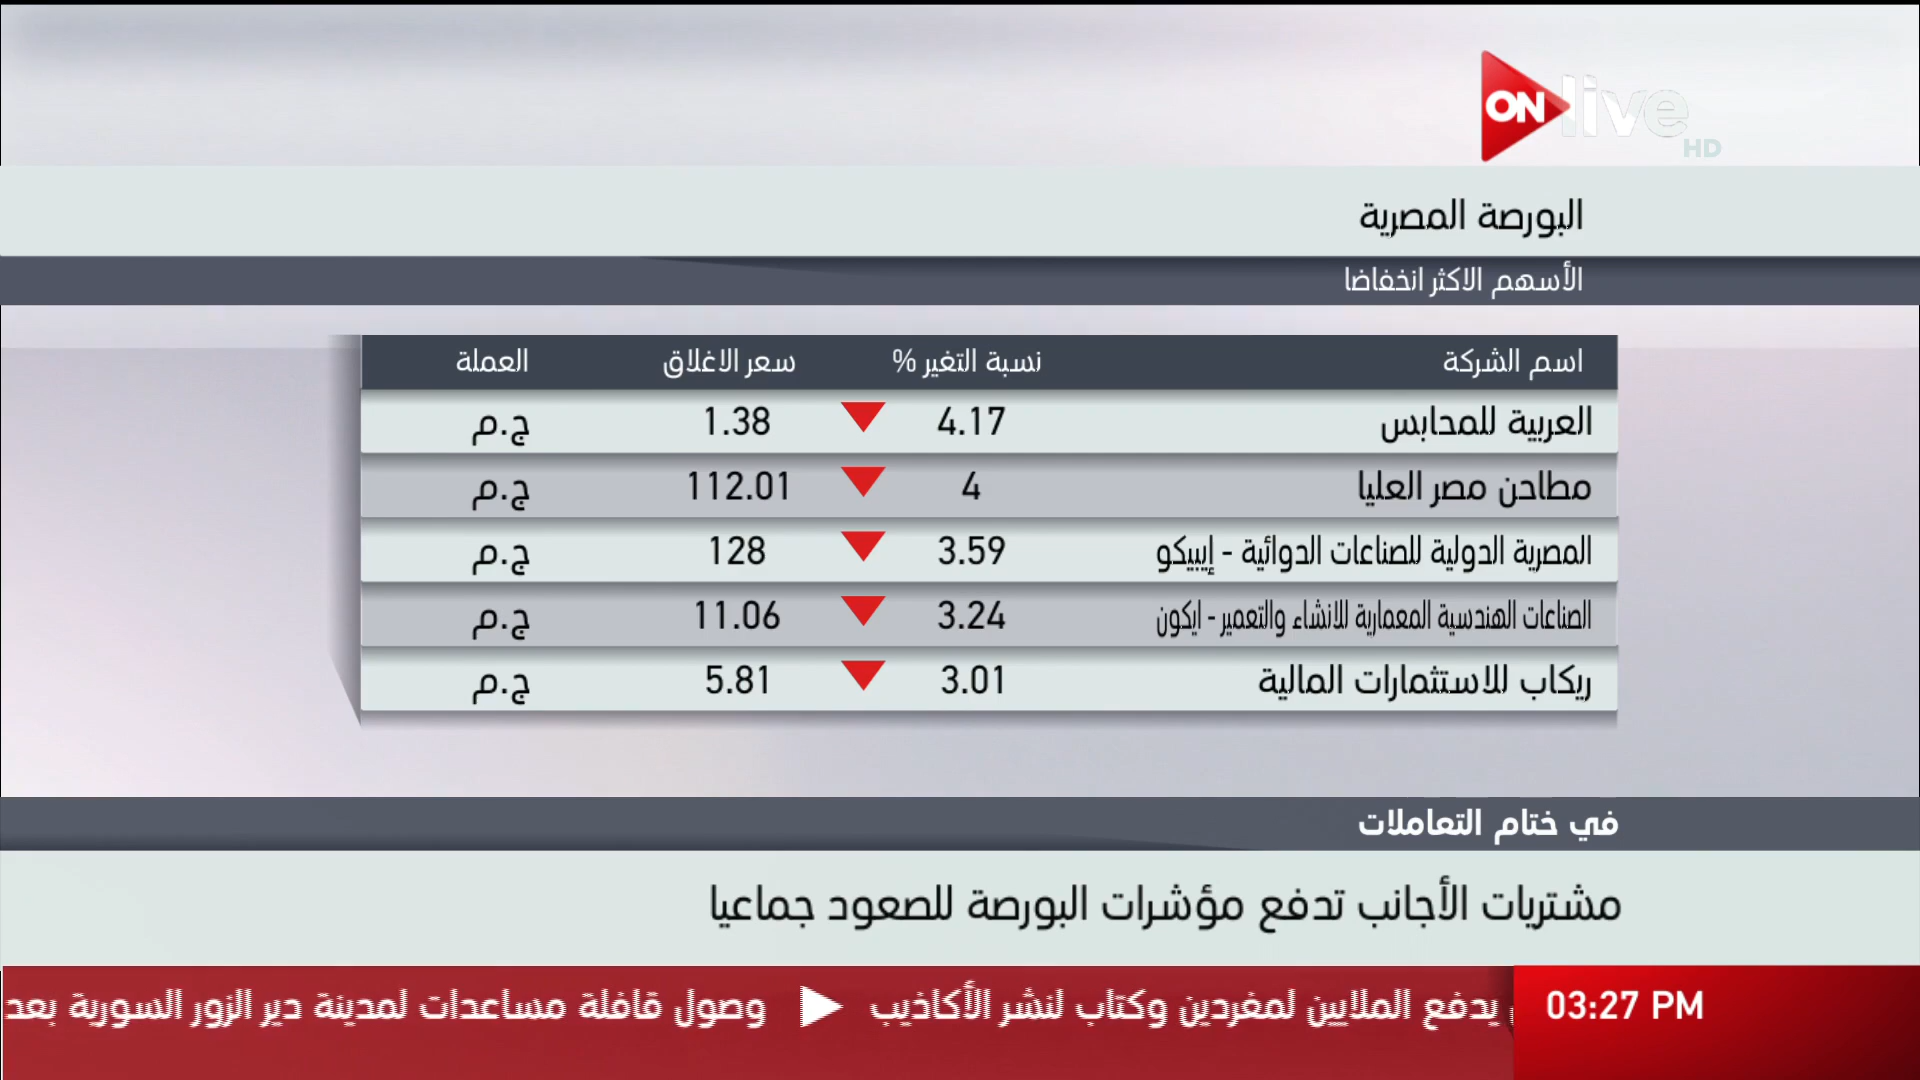 ON live
HD
البورصة المصرية
الأسهم الاكثر انخفاضا
اسم الشركة نسبة التغير % سعر الاغلاق العملة
العربية للمحابس 4.17 1.38 ج.م
مطاحن مصر العليا 4 112.01 ج.م
المصرية الدولية للصناعات الدوائية - إيبيكو 3.59 128 ج.م
الصناعات الهندسية المعمارية للانشاء والتعمير - ايكون 3.24 11.06 ج.م
ريكاب للاستثمارات المالية 3.01 5.81 ج.م
في ختام التعاملات
مشتريات الأجانب تدفع مؤشرات البورصة للصعود جماعيا
03:27 PM
يدفع الملايين لمغردين وكتاب لنشر الأكاذيب وصول قافلة مساعدات لمدينة دير الزور السورية بعد